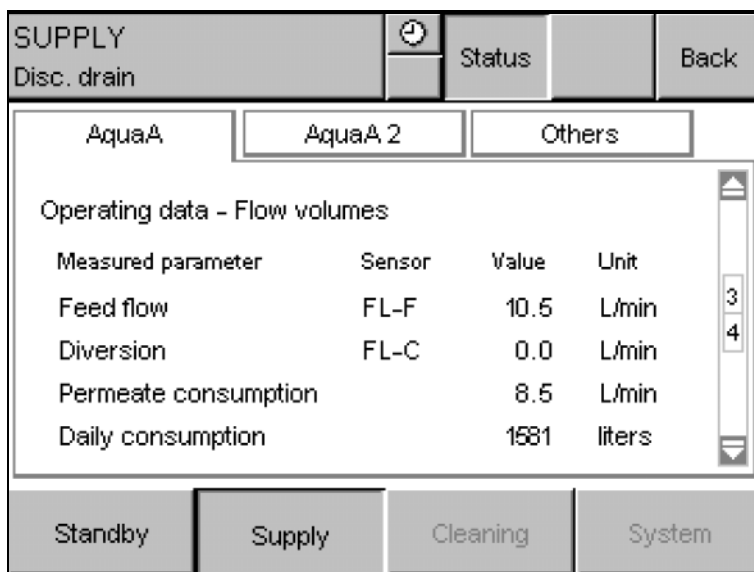 SUPPLY
Disc. drain
Status
Back
AquaA
AquaA 2
Others
Operating data - Flow volumes
Measured parameter Sensor Value Unit
Feed flow FL-F 10.5 L/min
Diversion FL-C 0.0 L/min
Permeate consumption 8.5 L/min
Daily consumption 1581 liters
3
4
Standby
Supply
Cleaning
System